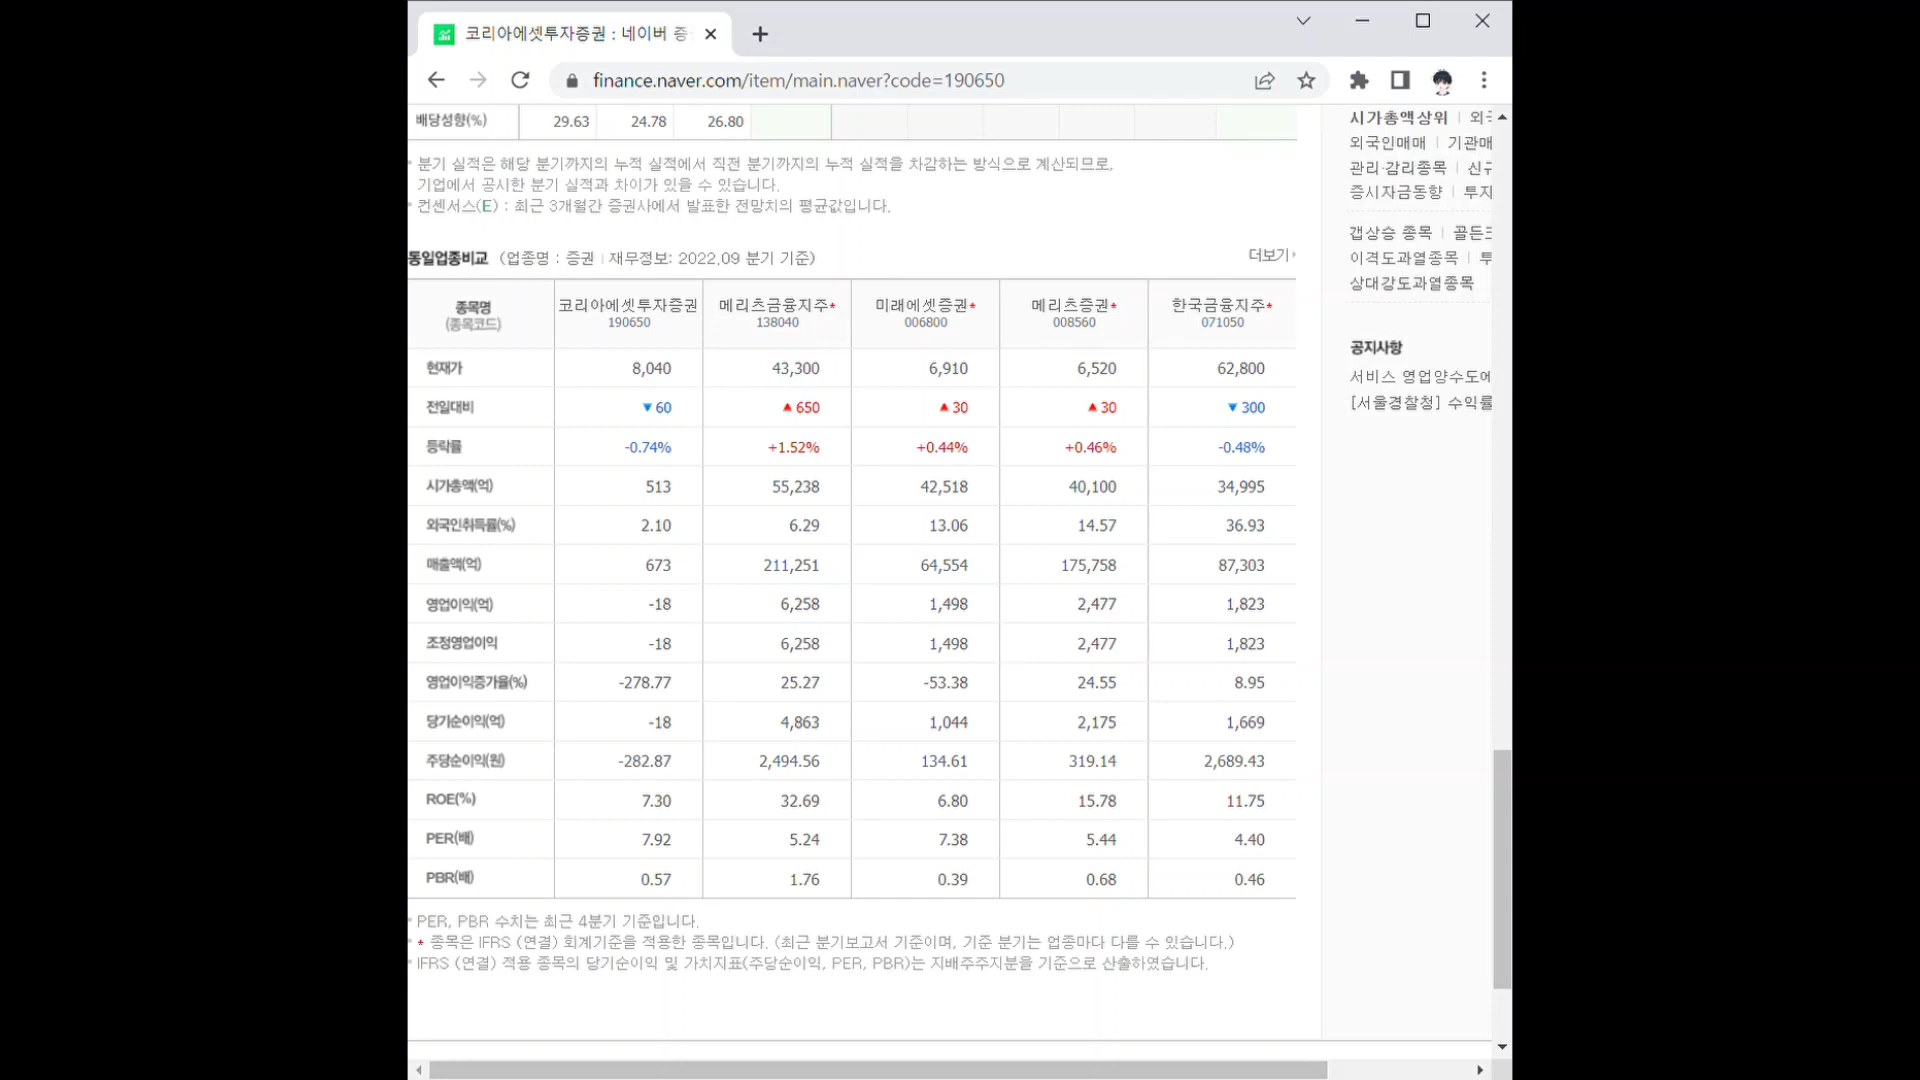 코리아에셋투자증권 : 네이버 증
finance.naver.com/item/main.naver?code=190650
배당성향(%) 29.63 24.78 26.80
분기 실적은 해당 분기까지의 누적 실적에서 직전 분기까지의 누적 실적을 차감하는 방식으로 계산되므로,
기업에서 공시한 분기 실적과 차이가 있을 수 있습니다.
컨센서스(E) : 최근 3개월간 증권사에서 발표한 전망치의 평균값입니다.
동일업종비교 (업종명 : 증권 | 재무정보: 2022.09 분기 기준) 더보기
종목명 코리아에셋투자증권 메리츠금융지주* 미래에셋증권* 메리츠증권* 한국금융지주*
(종목코드) 190650 138040 006800 008560 071050
현재가 8,040 43,300 6,910 6,520 62,800
전일대비 ▼60 ▲650 ▲30 ▲30 ▼300
등락률 -0.74% +1.52% +0.44% +0.46% -0.48%
시가총액(억) 513 55,238 42,518 40,100 34,995
외국인취득률(%) 2.10 6.29 13.06 14.57 36.93
매출액(억) 673 211,251 64,554 175,758 87,303
영업이익(억) -18 6,258 1,498 2,477 1,823
조정영업이익 -18 6,258 1,498 2,477 1,823
영업이익증가율(%) -278.77 25.27 -53.38 24.55 8.95
당기순이익(억) -18 4,863 1,044 2,175 1,669
주당순이익(원) -282.87 2,494.56 134.61 319.14 2,689.43
ROE(%) 7.30 32.69 6.80 15.78 11.75
PER(배) 7.92 5.24 7.38 5.44 4.40
PBR(배) 0.57 1.76 0.39 0.68 0.46
PER, PBR 수치는 최근 4분기 기준입니다.
* 종목은 IFRS (연결) 회계기준을 적용한 종목입니다. (최근 분기보고서 기준이며, 기준 분기는 업종마다 다를 수 있습니다.)
IFRS (연결) 적용 종목의 당기순이익 및 가치지표(주당순이익, PER, PBR)는 지배주주지분을 기준으로 산출하였습니다.
시가총액상위 | 외
외국인매매 | 기관매
관리·감리종목 | 신규
증시자금동향 | 투자
갭상승 종목 | 골든
이격도과열종목 | 투
상대강도과열종목
공지사항
서비스 영업양수도에
[서울경찰청] 수익률